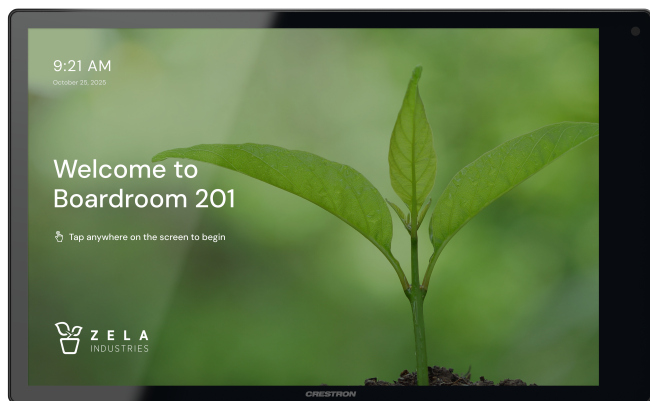 9:21 AM
October 23, 2025
Welcome to
Boardroom 201
Tap anywhere on the screen to begin
ZELA
INDUSTRIES
CRESTRON